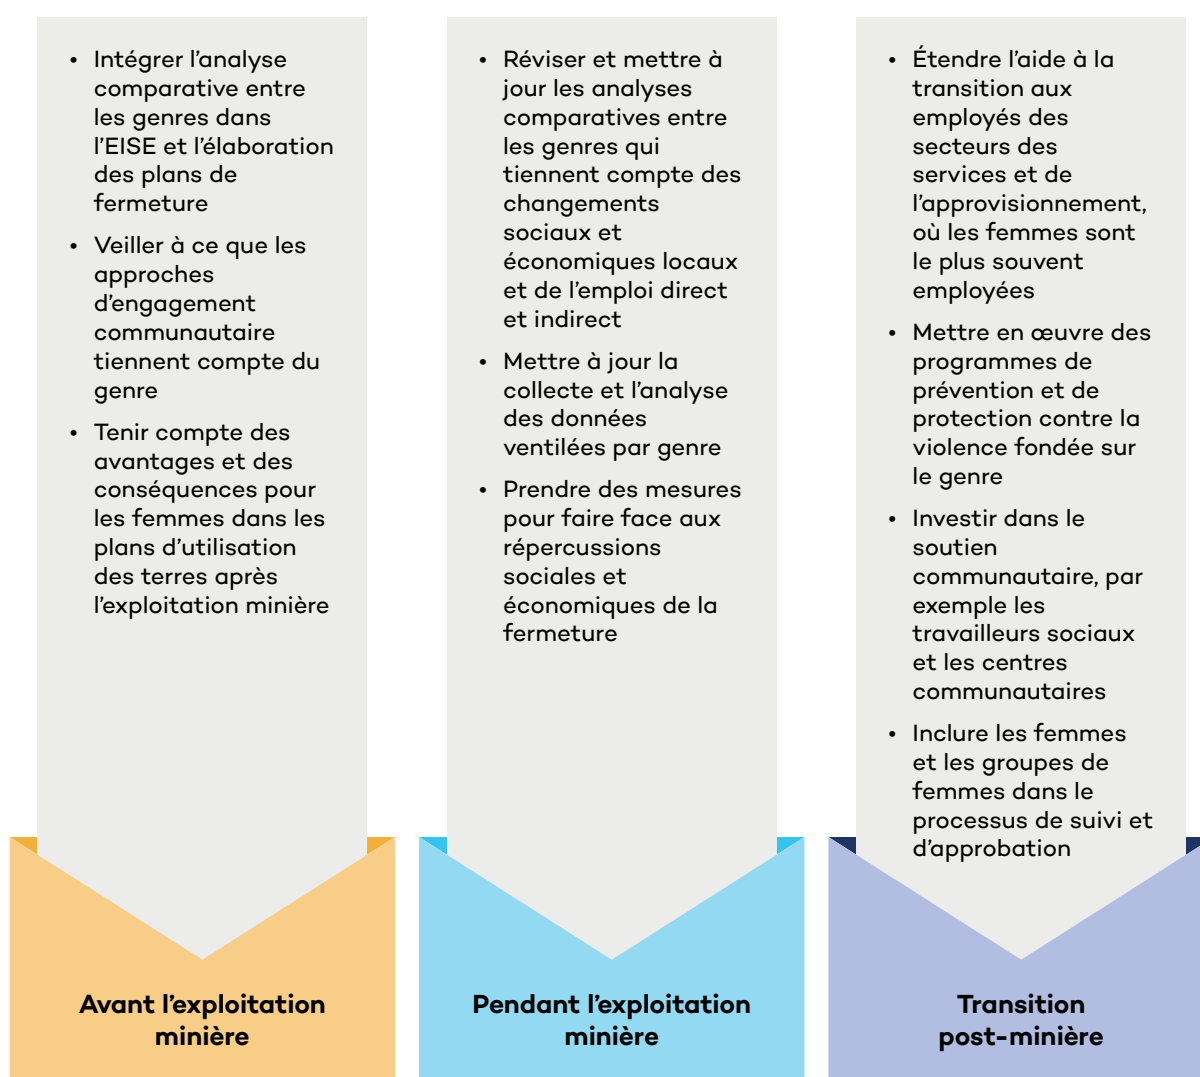 • Intégrer l’analyse
comparative entre
les genres dans
l’EISE et l’élaboration
des plans de
fermeture
• Veiller à ce que les
approches
d’engagement
communautaire
tiennent compte du
genre
• Tenir compte des
avantages et des
conséquences pour
les femmes dans les
plans d’utilisation
des terres après
l’exploitation minière
Avant l’exploitation
minière
• Réviser et mettre à
jour les analyses
comparatives entre
les genres qui
tiennent compte des
changements
sociaux et
économiques locaux
et de l’emploi direct
et indirect
• Mettre à jour la
collecte et l’analyse
des données
ventilées par genre
• Prendre des mesures
pour faire face aux
répercussions
sociales et
économiques de la
fermeture
Pendant l’exploitation
minière
• Étendre l’aide à la
transition aux
employés des
secteurs des
services et de
l’approvisionnement,
où les femmes sont
le plus souvent
employées
• Mettre en œuvre des
programmes de
prévention et de
protection contre la
violence fondée sur
le genre
• Investir dans le
soutien
communautaire, par
exemple les
travailleurs sociaux
et les centres
communautaires
• Inclure les femmes
et les groupes de
femmes dans le
processus de suivi et
d’approbation
Transition
post-minière